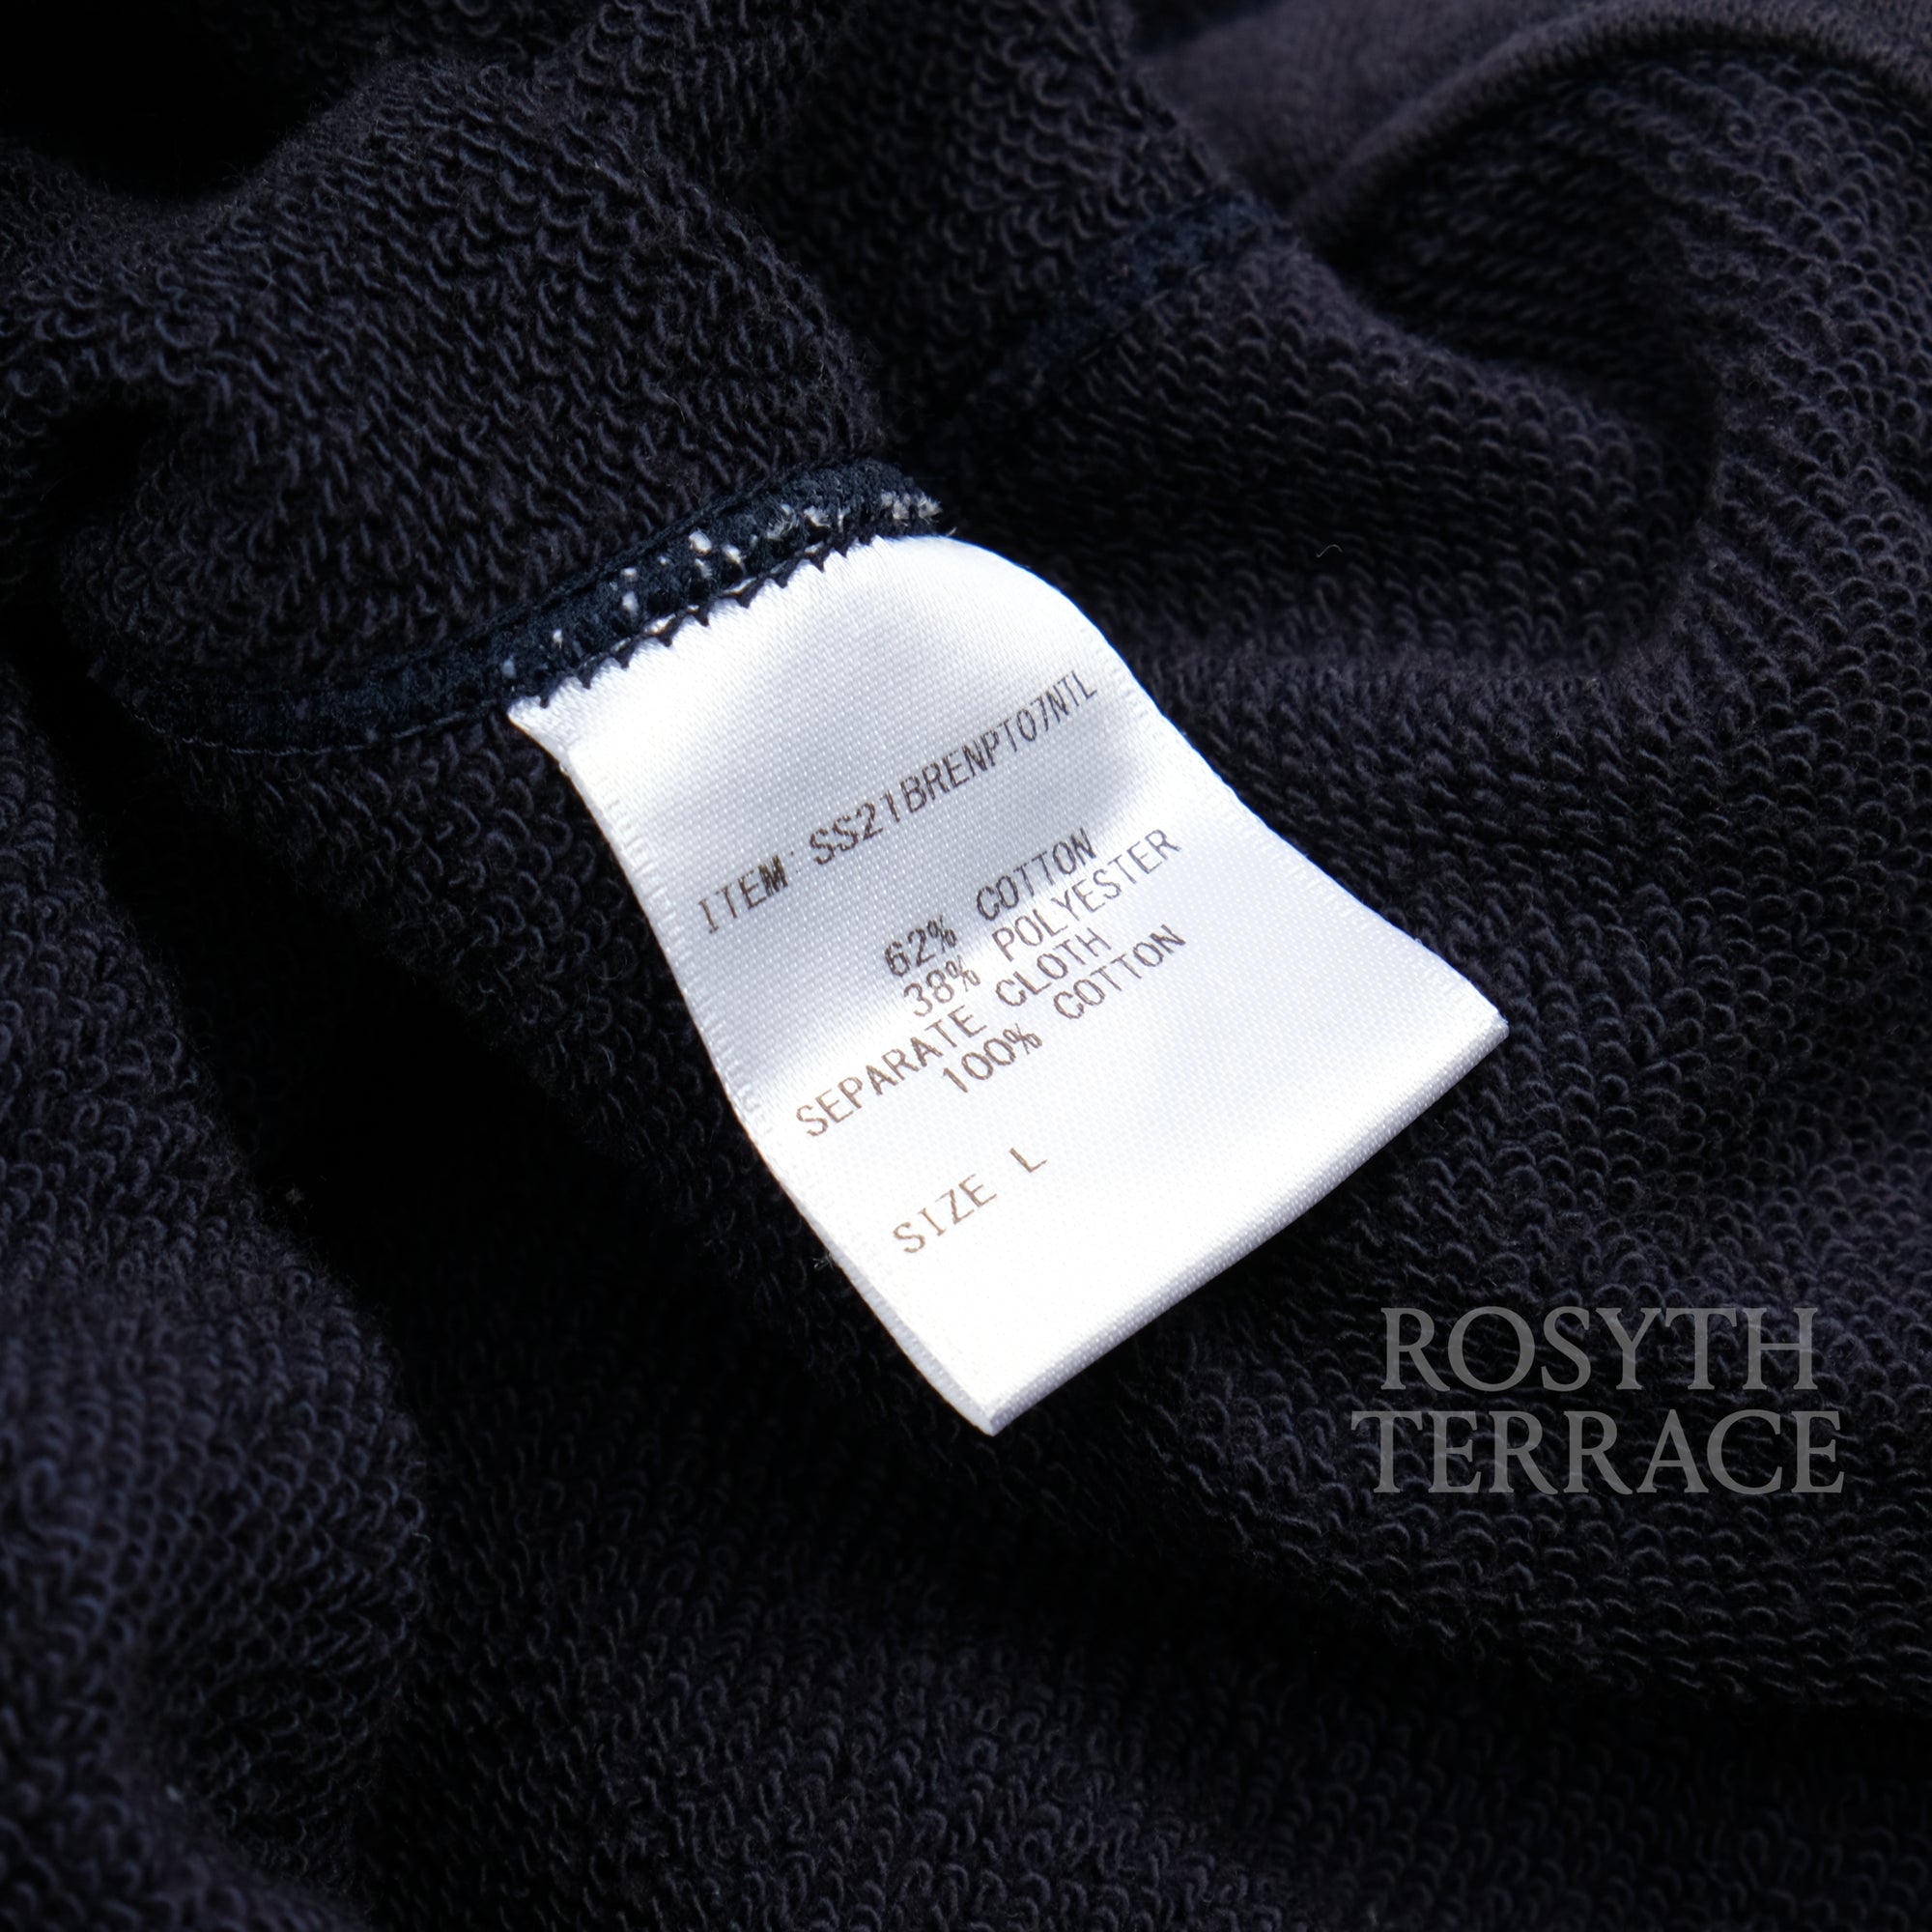 ITEM: SS21BRENPT07NTL
62% COTTON
38% POLYESTER
SEPARATE CLOTH
100% COTTON
SIZE L
ROSYTH
TERRACE